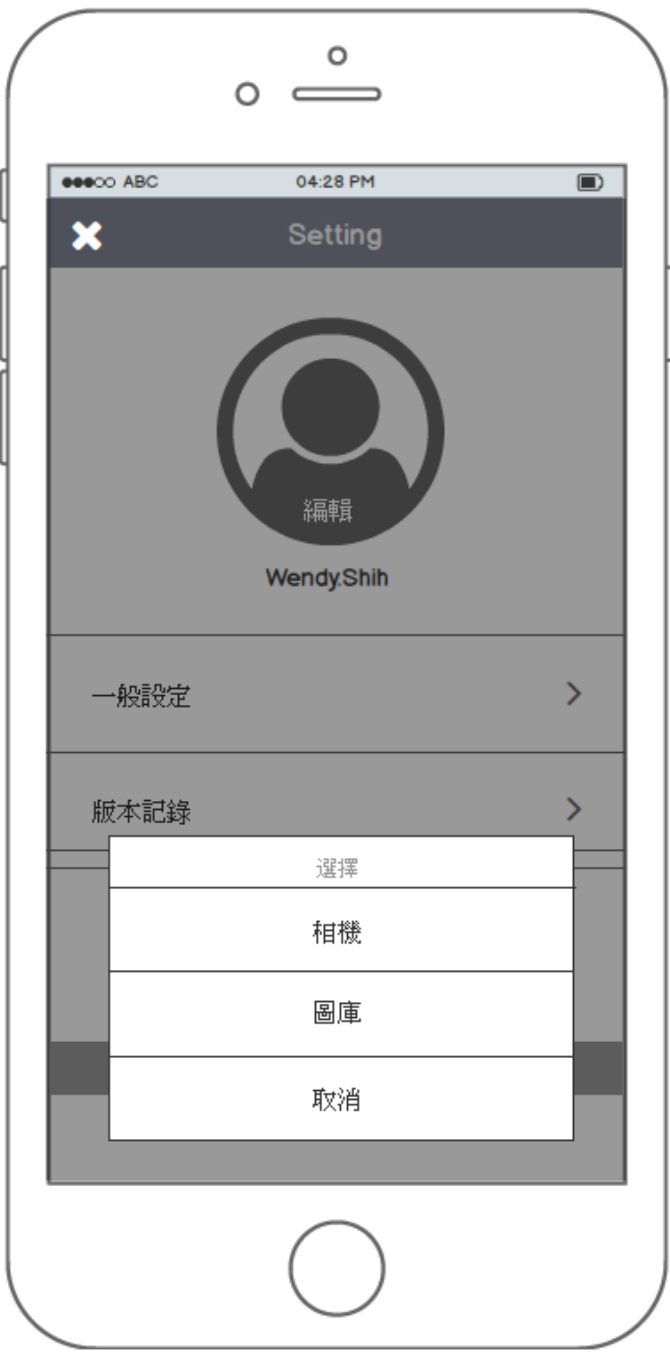 ABC 04:28 PM
Setting
編輯
Wendy.Shih
一般設定
版本記錄
選擇
相機
圖庫
取消